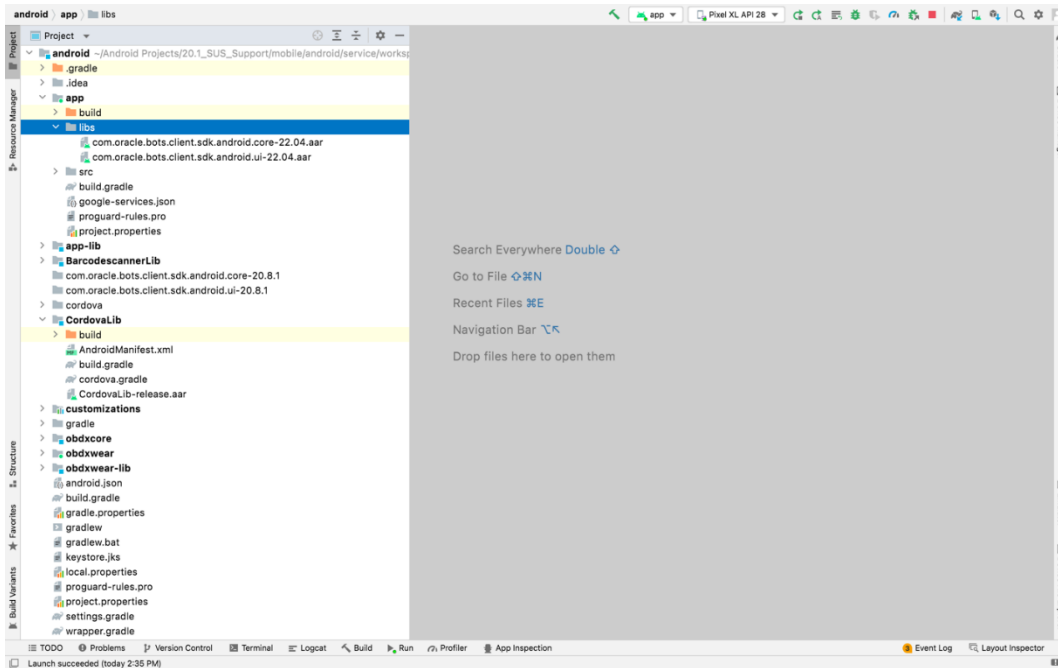 android app libs
app Pixel XL API 28
Project
Project
Resource Manager
Structure
Favorites
Build Variants
android ~/Android Projects/20.1_SUS_Support/mobile/android/service/worksp
.gradle
.idea
app
build
libs
com.oracle.bots.client.sdk.android.core-22.04.aar
com.oracle.bots.client.sdk.android.ui-22.04.aar
src
build.gradle
google-services.json
proguard-rules.pro
project.properties
app-lib
BarcodescannerLib
com.oracle.bots.client.sdk.android.core-20.8.1
com.oracle.bots.client.sdk.android.ui-20.8.1
cordova
CordovaLib
build
AndroidManifest.xml
build.gradle
cordova.gradle
CordovaLib-release.aar
customizations
gradle
obdxcore
obdxwear
obdxwear-lib
android.json
build.gradle
gradle.properties
gradlew
gradlew.bat
keystore.jks
local.properties
proguard-rules.pro
project.properties
settings.gradle
wrapper.gradle
Search Everywhere Double ⇧
Go to File ⇧⌘N
Recent Files ⌘E
Navigation Bar ⌥↖
Drop files here to open them
TODO Problems Version Control Terminal Logcat Build Run Profiler App Inspection 3 Event Log Layout Inspector
Launch succeeded (today 2:35 PM)